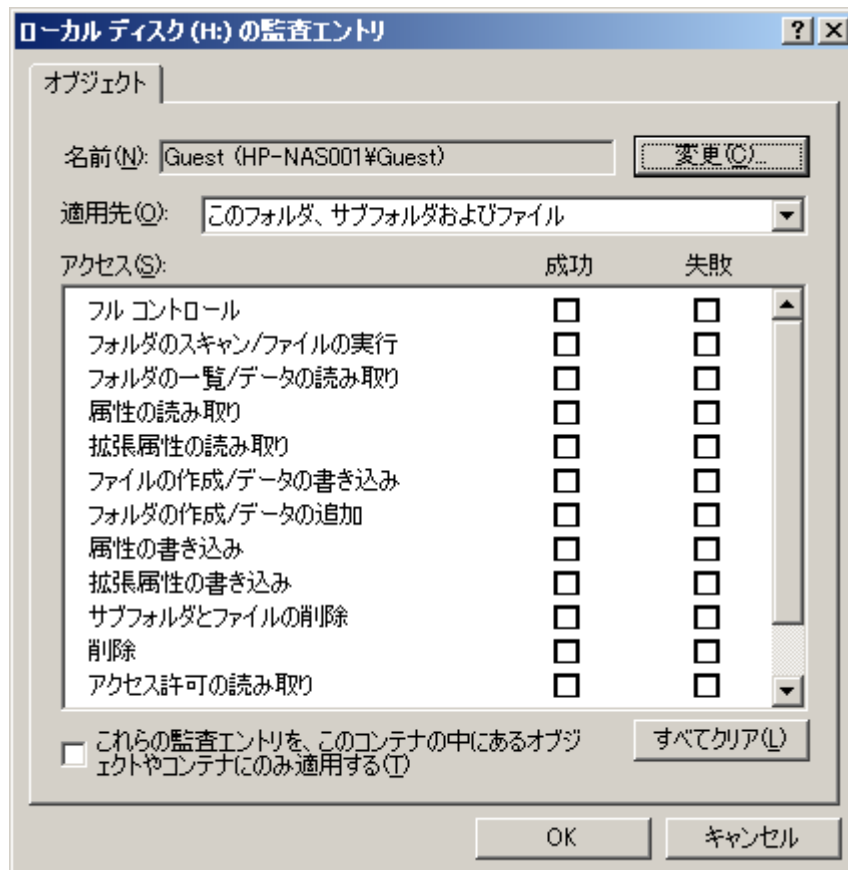 ローカル ディスク (H:) の監査エントリ
オブジェクト
名前(N): Guest (HP-NAS001¥Guest) 変更(C)...
適用先(O): このフォルダ、サブフォルダおよびファイル
アクセス(S): 成功 失敗
フル コントロール
フォルダのスキャン/ファイルの実行
フォルダの一覧/データの読み取り
属性の読み取り
拡張属性の読み取り
ファイルの作成/データの書き込み
フォルダの作成/データの追加
属性の書き込み
拡張属性の書き込み
サブフォルダとファイルの削除
削除
アクセス許可の読み取り
これらの監査エントリを、このコンテナの中にあるオブジ
ェクトやコンテナにのみ適用する(T)
すべてクリア(L)
OK キャンセル